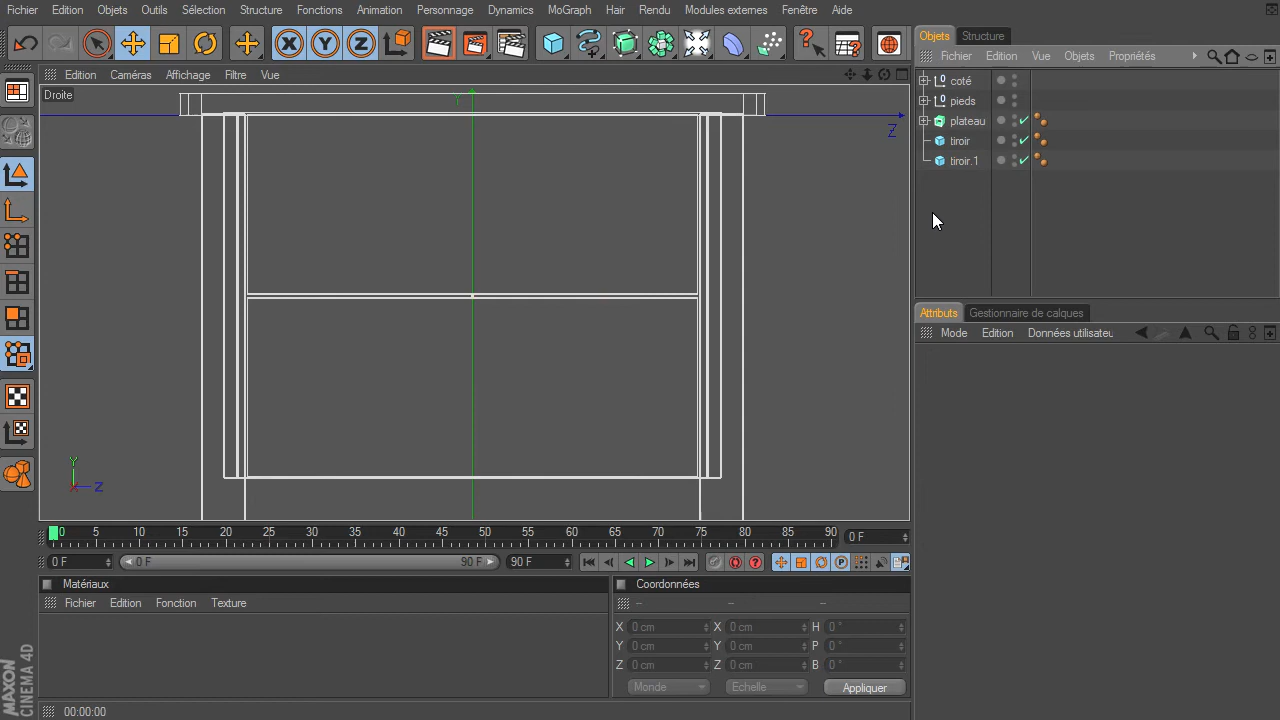 Fichier Edition Objets Outils Sélection Structure Fonctions Animation Personnage Dynamics MoGraph Hair Rendu Modules externes Fenêtre Aide
X Y Z
Objets Structure
Fichier Edition Vue Objets Propriétés
Edition Caméras Affichage Filtre Vue
Droite
Y
Z
coté
pieds
plateau
tiroir
tiroir.1
Attributs Gestionnaire de calques
Mode Edition Données utilisateu
Y
X Z
0 5 10 15 20 25 30 35 40 45 50 55 60 65 70 75 80 85 90 0 F
0 F 0 F 90 F 90 F
Matériaux
Fichier Edition Fonction Texture
Coordonnées
-- -- --
X 0 cm X 0 cm H 0 °
Y 0 cm Y 0 cm P 0 °
Z 0 cm Z 0 cm B 0 °
Monde Echelle Appliquer
MAXON
CINEMA 4D
00:00:00